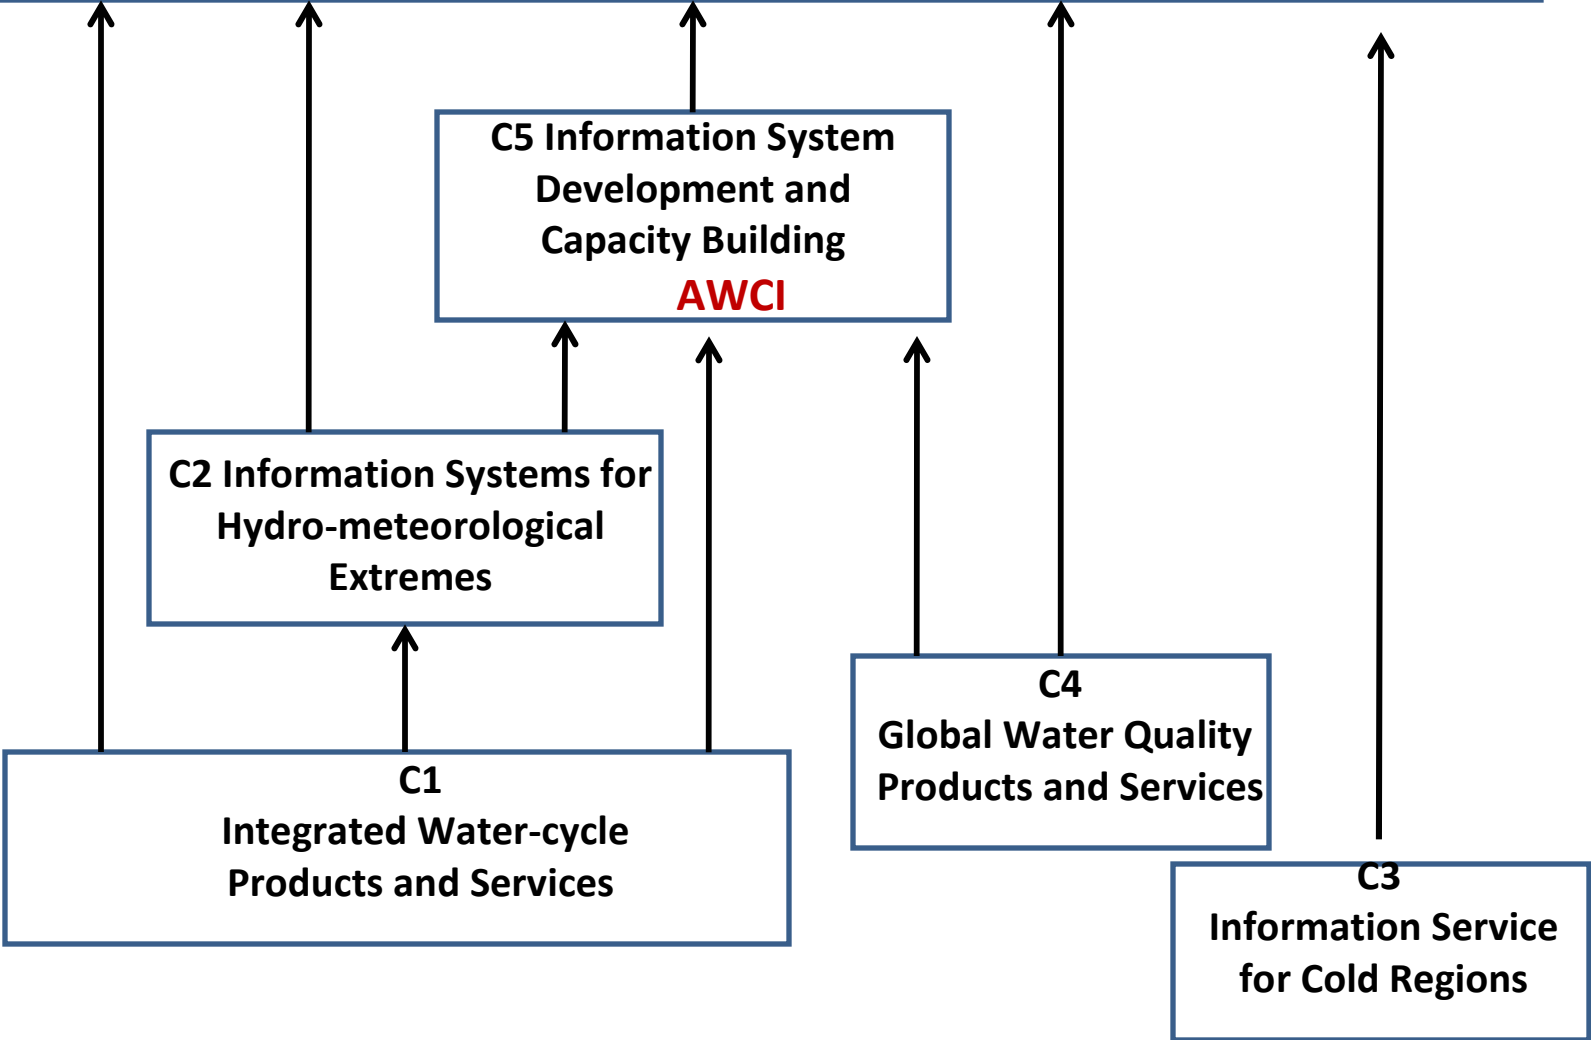 C5 Information System
Development and
Capacity Building
AWCI
C2 Information Systems for
Hydro-meteorological
Extremes
C4
Global Water Quality
Products and Services
C1
Integrated Water-cycle
Products and Services
C3
Information Service
for Cold Regions